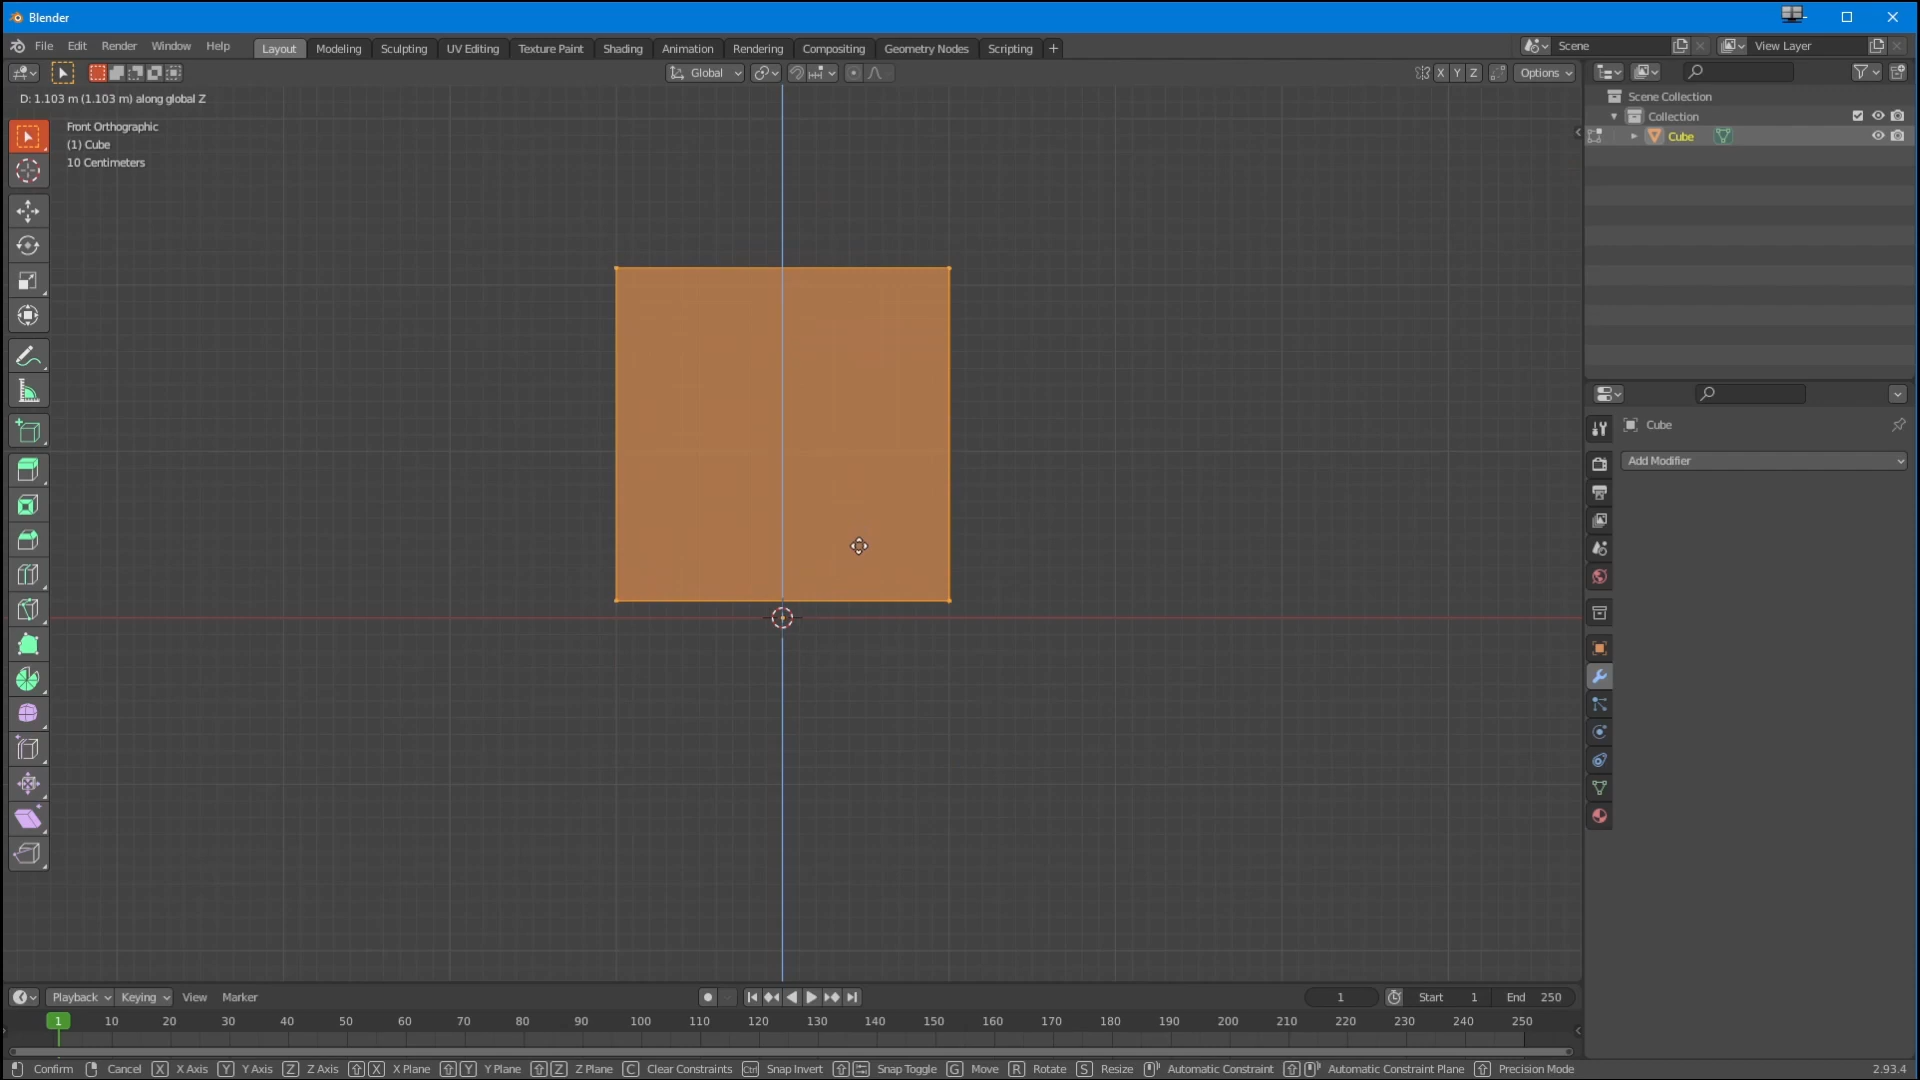 Blender
File Edit Render Window Help Layout Modeling Sculpting UV Editing Texture Paint Shading Animation Rendering Compositing Geometry Nodes Scripting + Scene View Layer
Global X Y Z Options
D: 1.103 m (1.103 m) along global Z
Scene Collection
Collection
Cube
Front Orthographic
(1) Cube
10 Centimeters
Cube
Add Modifier
Playback Keying View Marker 1 Start 1 End 250
1 10 20 30 40 50 60 70 80 90 100 110 120 130 140 150 160 170 180 190 200 210 220 230 240 250
Confirm Cancel X X Axis Y Y Axis Z Z Axis X X Plane Y Y Plane Z Z Plane C Clear Constraints Ctrl Snap Invert Snap Toggle G Move R Rotate S Resize Automatic Constraint Automatic Constraint Plane Precision Mode 2.93.4